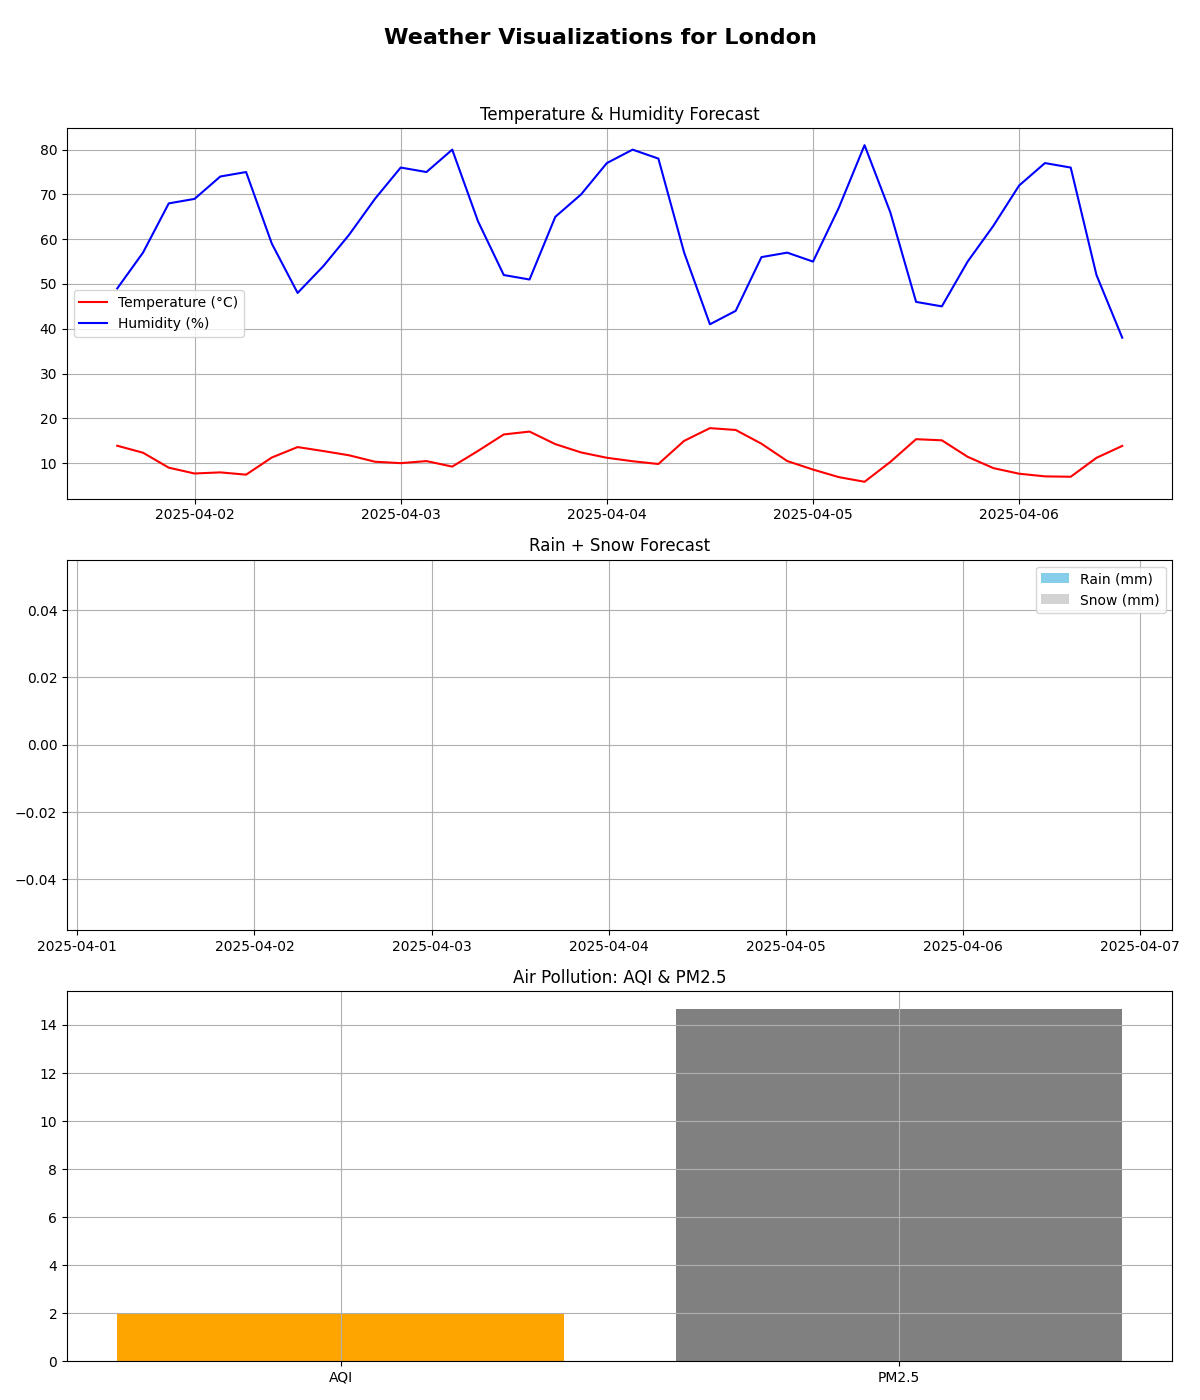 Weather Visualizations for London
Temperature & Humidity Forecast
80
70
60
50
40
30
20
10
Temperature (°C)
Humidity (%)
2025-04-02 2025-04-03 2025-04-04 2025-04-05 2025-04-06
Rain + Snow Forecast
Rain (mm)
Snow (mm)
0.04
0.02
0.00
−0.02
−0.04
2025-04-01 2025-04-02 2025-04-03 2025-04-04 2025-04-05 2025-04-06 2025-04-07
Air Pollution: AQI & PM2.5
14
12
10
8
6
4
2
0
AQI PM2.5